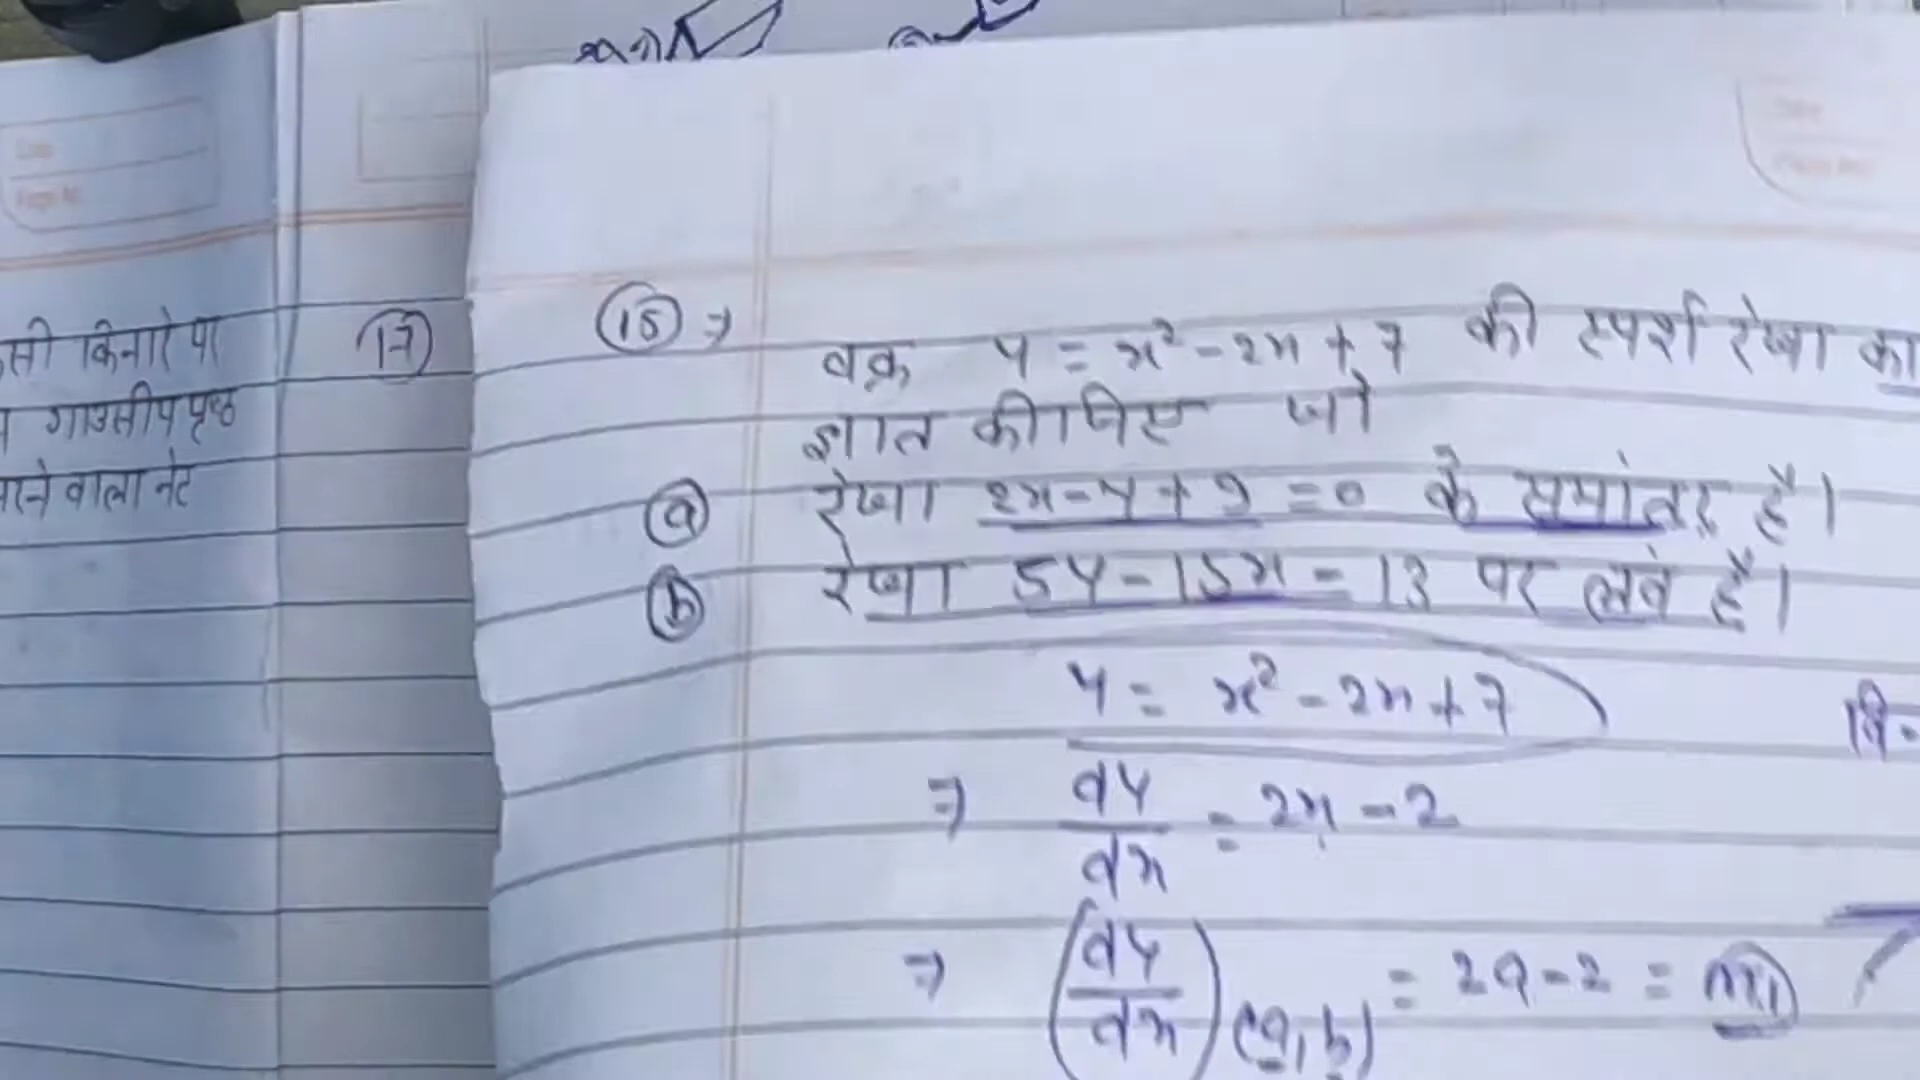 किनारे पर
गाउसीय पृष्ठ
वाला नेट
(17)
(15) ⇒
वक्र y = x² - 2x + 7 की स्पर्श रेखा का
ज्ञात कीजिए जो
(a) रेखा 2x - y + 9 = 0 के समांतर है।
(b) रेखा 5y - 15x = 13 पर लंब है।
y = x² - 2x + 7
⇒ dy/dx = 2x - 2
⇒ (dy/dx)(a, b) = 2a - 2 = m₁